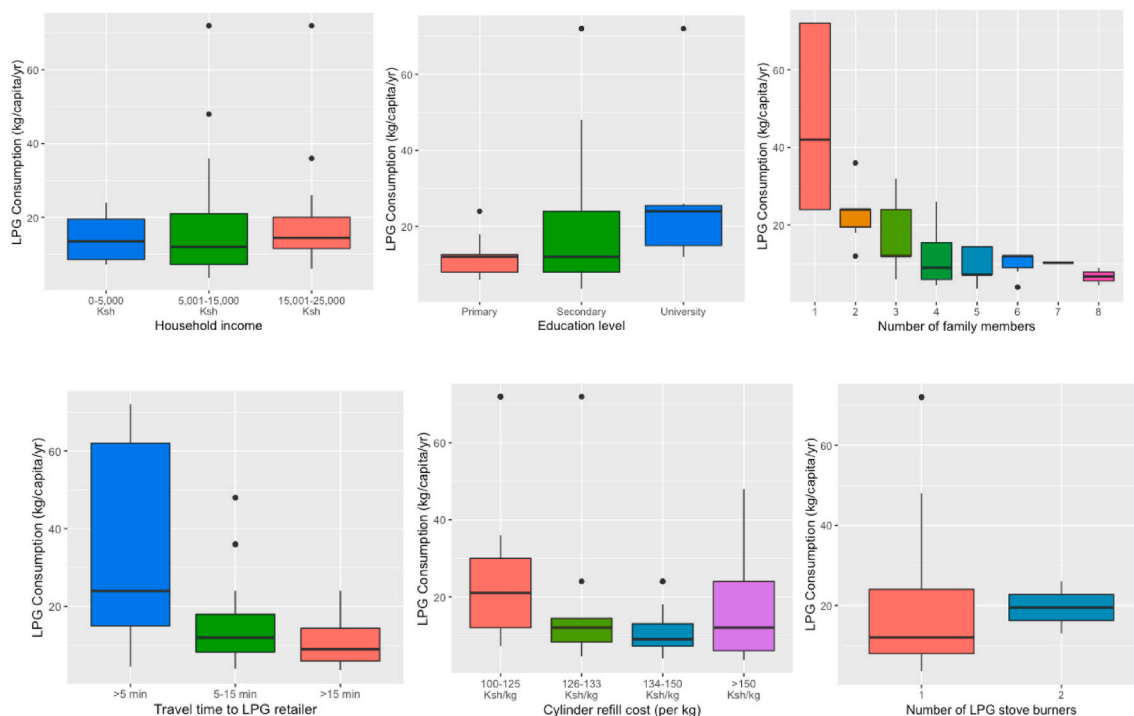 LPG Consumption (kg/capita/yr)
60
40
20
0-5,000
Ksh
5,001-15,000
Ksh
15,001-25,000
Ksh
Household income
LPG Consumption (kg/capita/yr)
60
40
20
Primary
Secondary
University
Education level
LPG Consumption (kg/capita/yr)
60
40
20
1
2
3
4
5
6
7
8
Number of family members
LPG Consumption (kg/capita/yr)
60
40
20
>5 min
5-15 min
>15 min
Travel time to LPG retailer
LPG Consumption (kg/capita/yr)
60
40
20
0
100-125
Ksh/kg
126-133
Ksh/kg
134-150
Ksh/kg
>150
Ksh/kg
Cylinder refill cost (per kg)
LPG Consumption (kg/capita/yr)
60
40
20
1
2
Number of LPG stove burners